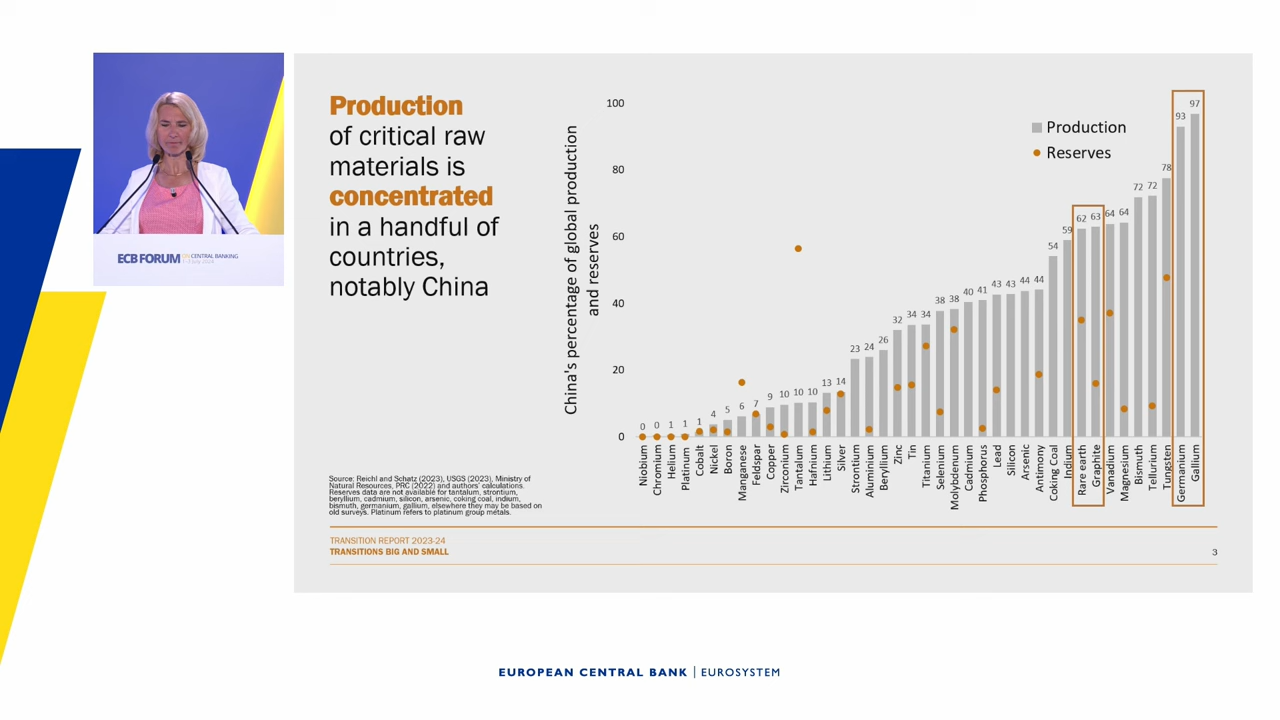 Production
of critical raw
materials is
concentrated
in a handful of
countries,
notably China
China's percentage of global production
and reserves
100
80
60
40
20
0
Production
Reserves
0
0
1
1
1
4
5
6
7
9
10
10
10
13
14
23
24
26
32
34
34
38
38
40
41
43
43
44
44
54
59
62
63
64
64
72
72
78
93
97
Niobium
Chromium
Helium
Platinum
Cobalt
Nickel
Boron
Manganese
Feldspar
Copper
Zirconium
Tantalum
Hafnium
Lithium
Silver
Strontium
Aluminium
Beryllium
Zinc
Tin
Titanium
Selenium
Molybdenum
Cadmium
Phosphorus
Lead
Silicon
Arsenic
Antimony
Coking Coal
Indium
Rare earth
Graphite
Vanadium
Magnesium
Bismuth
Tellurium
Tungsten
Germanium
Gallium
Source: Reichl and Schatz (2023), USGS (2023), Ministry of
Natural Resources, PRC (2022) and authors' calculations.
Reserves data are not available for tantalum, strontium,
beryllium, cadmium, silicon, arsenic, coking coal, indium,
bismuth, germanium, gallium, elsewhere they may be based on
old surveys. Platinum refers to platinum group metals.
TRANSITION REPORT 2023-24
TRANSITIONS BIG AND SMALL
3
ECB FORUM ON CENTRAL BANKING
EUROPEAN CENTRAL BANK | EUROSYSTEM